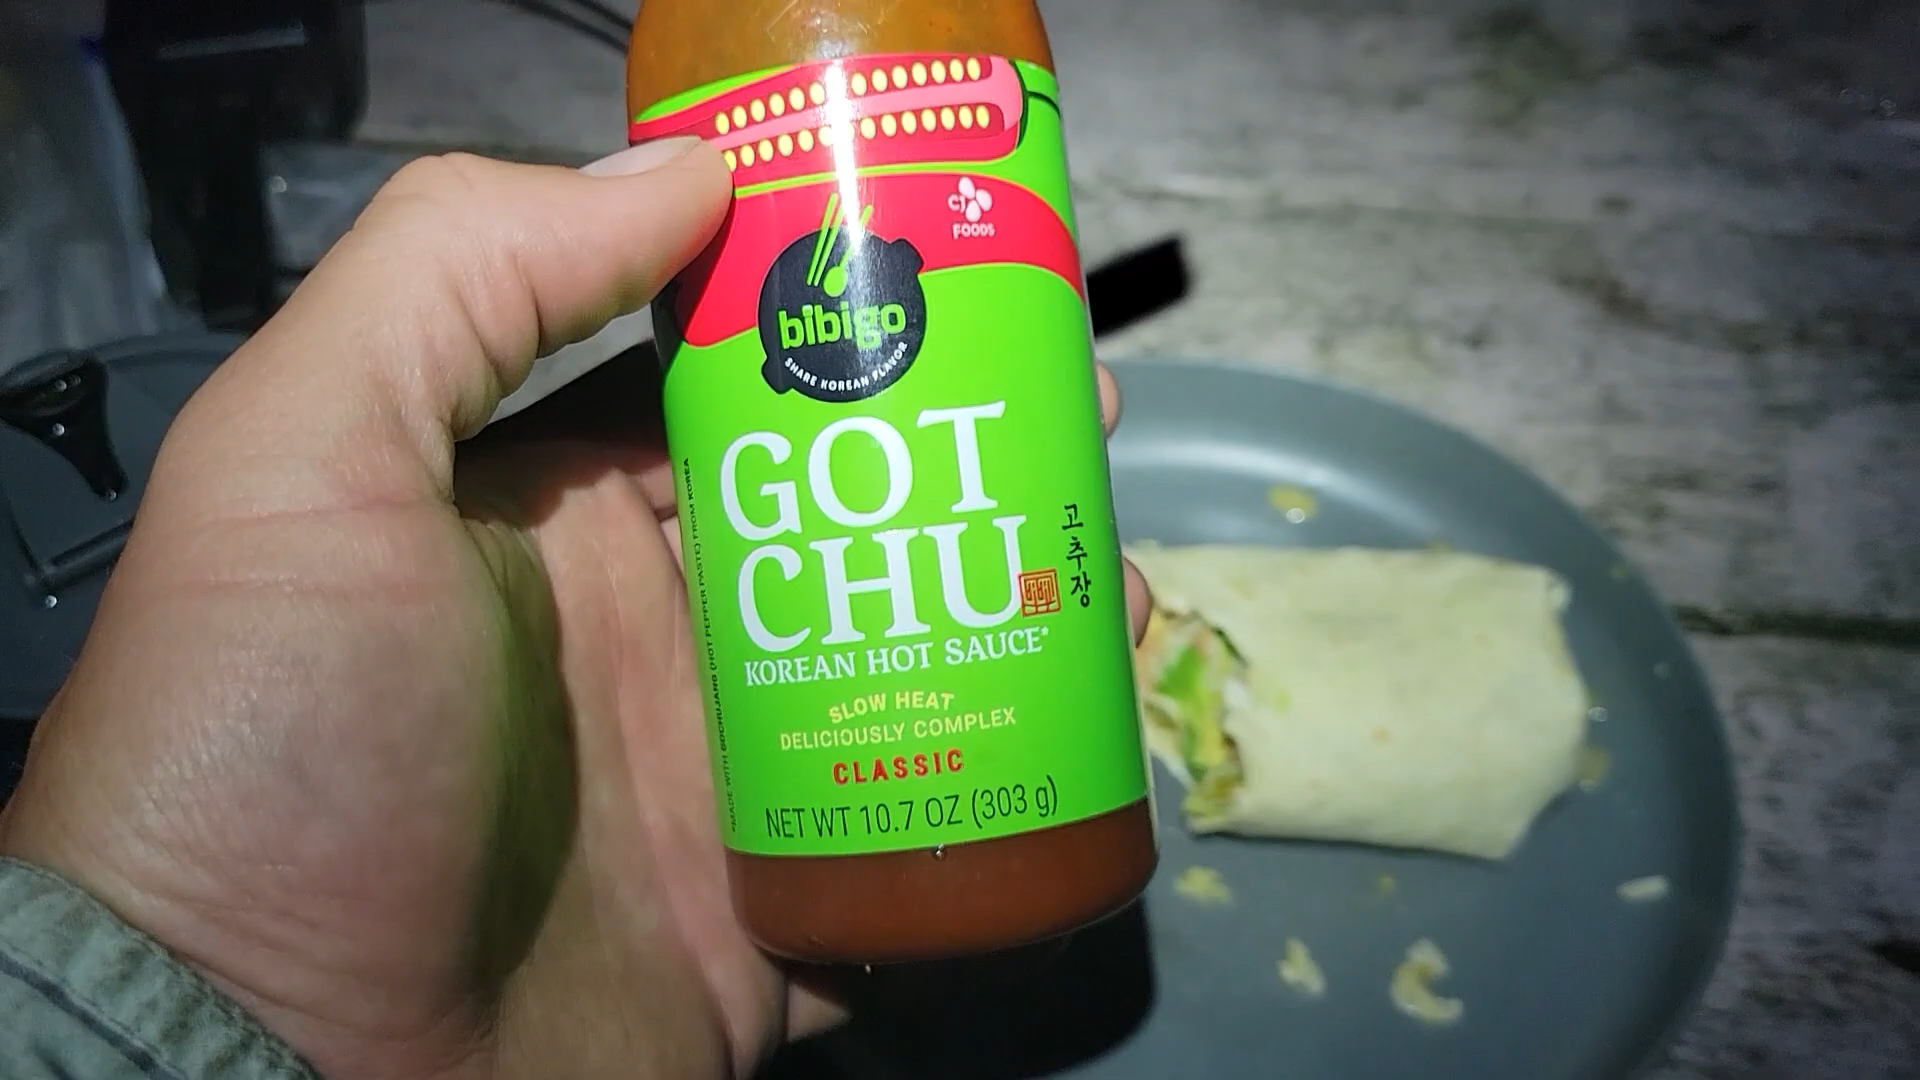 CJ
FOODS
bibigo
SHARE KOREAN FLAVOR
GOT
CHU
고추장
KOREAN HOT SAUCE*
SLOW HEAT
DELICIOUSLY COMPLEX
CLASSIC
NET WT 10.7 OZ (303 g)
*MADE WITH GOCHUJANG (HOT PEPPER PASTE) FROM KOREA